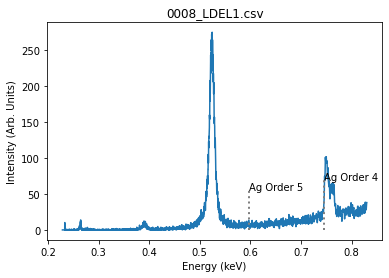 0008_LDEL1.csv
Intensity (Arb. Units)
250
200
150
100
50
0
Ag Order 5
Ag Order 4
0.2 0.3 0.4 0.5 0.6 0.7 0.8
Energy (keV)